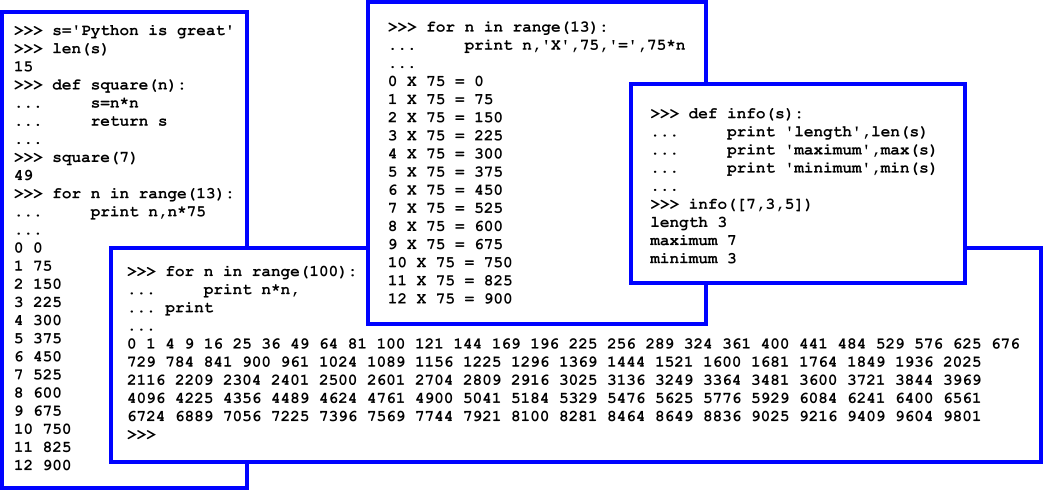 >>> s='Python is great'
>>> len(s)
15
>>> def square(n):
...     s=n*n
...     return s
...
>>> square(7)
49
>>> for n in range(13):
...     print n,n*75
...
0 0
1 75
2 150
3 225
4 300
5 375
6 450
7 525
8 600
9 675
10 750
11 825
12 900
>>> for n in range(13):
...     print n,'X',75,'=',75*n
...
0 X 75 = 0
1 X 75 = 75
2 X 75 = 150
3 X 75 = 225
4 X 75 = 300
5 X 75 = 375
6 X 75 = 450
7 X 75 = 525
8 X 75 = 600
9 X 75 = 675
10 X 75 = 750
11 X 75 = 825
12 X 75 = 900
>>> def info(s):
...     print 'length',len(s)
...     print 'maximum',max(s)
...     print 'minimum',min(s)
...
>>> info([7,3,5])
length 3
maximum 7
minimum 3
>>> for n in range(100):
...     print n*n,
... print
...
0 1 4 9 16 25 36 49 64 81 100 121 144 169 196 225 256 289 324 361 400 441 484 529 576 625 676
729 784 841 900 961 1024 1089 1156 1225 1296 1369 1444 1521 1600 1681 1764 1849 1936 2025
2116 2209 2304 2401 2500 2601 2704 2809 2916 3025 3136 3249 3364 3481 3600 3721 3844 3969
4096 4225 4356 4489 4624 4761 4900 5041 5184 5329 5476 5625 5776 5929 6084 6241 6400 6561
6724 6889 7056 7225 7396 7569 7744 7921 8100 8281 8464 8649 8836 9025 9216 9409 9604 9801
>>>